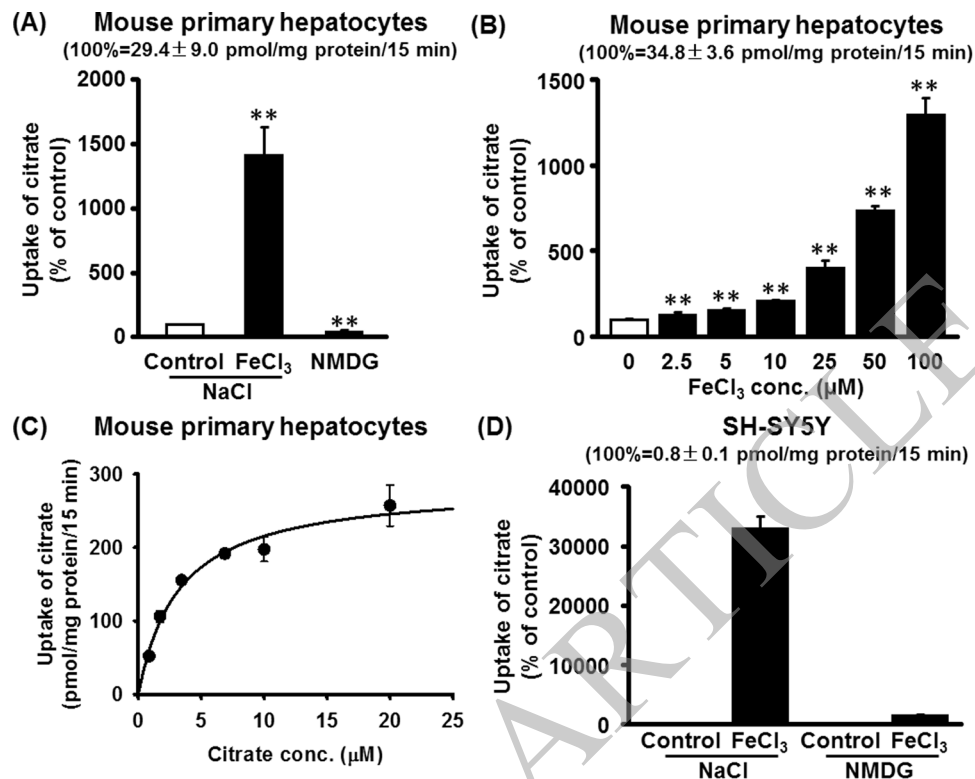 (A) Mouse primary hepatocytes
(100%=29.4±9.0 pmol/mg protein/15 min)
Uptake of citrate
(% of control)
2000
1500
1000
500
0
**
**
Control FeCl₃ NMDG
NaCl
(B) Mouse primary hepatocytes
(100%=34.8±3.6 pmol/mg protein/15 min)
Uptake of citrate
(% of control)
1500
1000
500
0
**
**
**
**
**
**
0 2.5 5 10 25 50 100
FeCl₃ conc. (μM)
(C) Mouse primary hepatocytes
Uptake of citrate
(pmol/mg protein/15 min)
300
200
100
0
0 5 10 15 20 25
Citrate conc. (μM)
(D) SH-SY5Y
(100%=0.8±0.1 pmol/mg protein/15 min)
Uptake of citrate
(% of control)
40000
30000
20000
10000
0
Control FeCl₃ Control FeCl₃
NaCl NMDG
ARTICLE